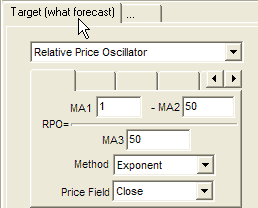 Target (what forecast) ...
Relative Price Oscillator
MA1 1 - MA2 50
RPO=
MA3 50
Method Exponent
Price Field Close